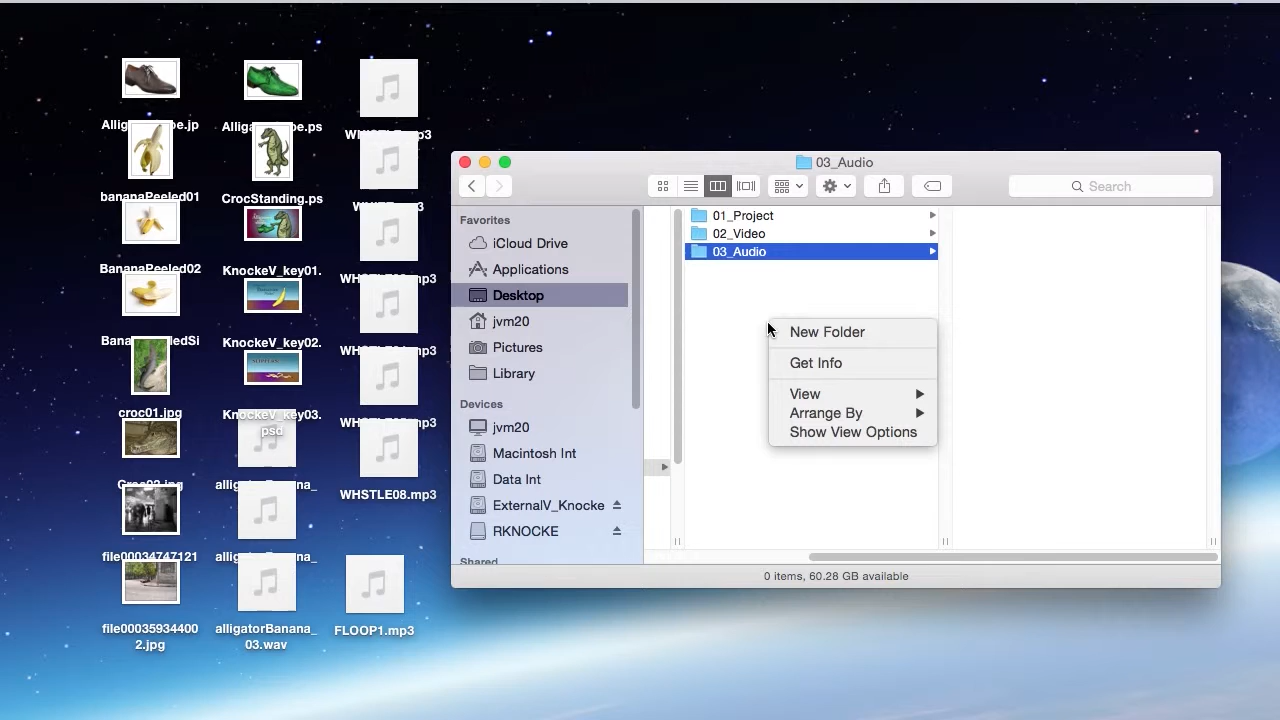 03_Audio
Search
Favorites
iCloud Drive
Applications
Desktop
jvm20
Pictures
Library
Devices
jvm20
Macintosh Int
Data Int
ExternalV_Knocke
RKNOCKE
Shared
01_Project
02_Video
03_Audio
New Folder
Get Info
View
Arrange By
Show View Options
0 items, 60.28 GB available
bananaPeeled01
BananaPeeled02
croc01.jpg
file00034747121
file00035934400
2.jpg
CrocStanding.ps
KnockeV_key01.
KnockeV_key02.
KnockeV_key03.
psd
alligatorBanana_
03.wav
WHSTLE08.mp3
FLOOP1.mp3